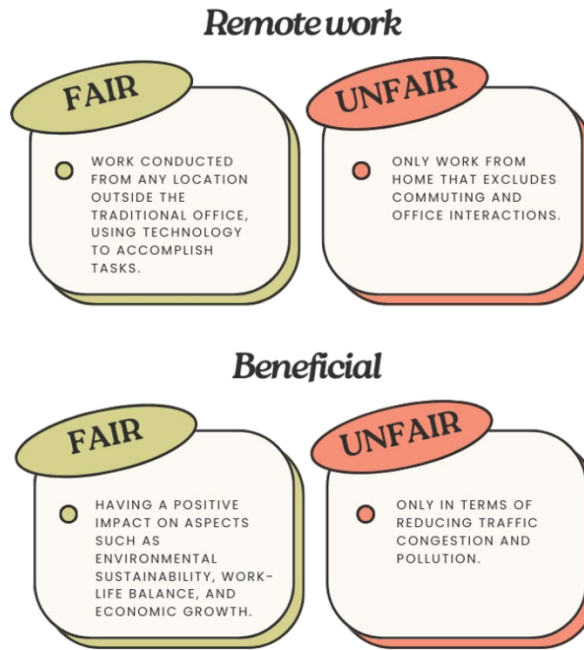 Remote work
FAIR
WORK CONDUCTED
FROM ANY LOCATION
OUTSIDE THE
TRADITIONAL OFFICE,
USING TECHNOLOGY
TO ACCOMPLISH
TASKS.
UNFAIR
ONLY WORK FROM
HOME THAT EXCLUDES
COMMUTING AND
OFFICE INTERACTIONS.
Beneficial
FAIR
HAVING A POSITIVE
IMPACT ON ASPECTS
SUCH AS
ENVIRONMENTAL
SUSTAINABILITY, WORK-
LIFE BALANCE, AND
ECONOMIC GROWTH.
UNFAIR
ONLY IN TERMS OF
REDUCING TRAFFIC
CONGESTION AND
POLLUTION.